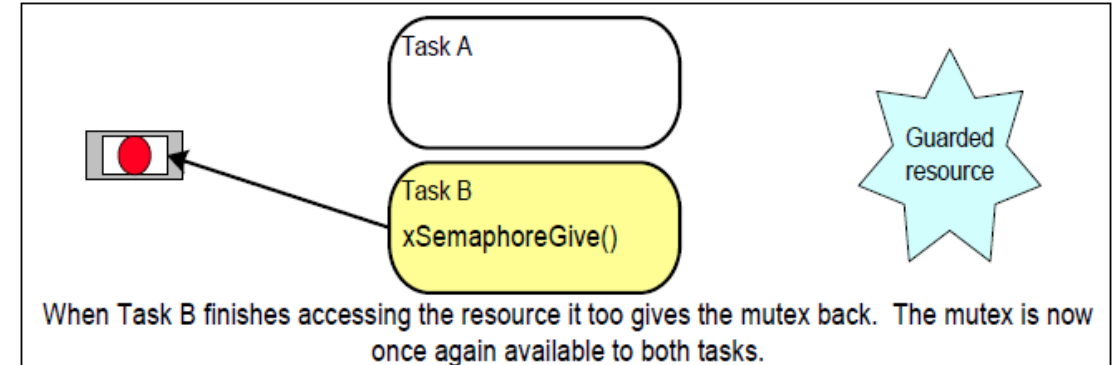 Task A
Guarded
resource
Task B
xSemaphoreGive()
When Task B finishes accessing the resource it too gives the mutex back.  The mutex is now
once again available to both tasks.